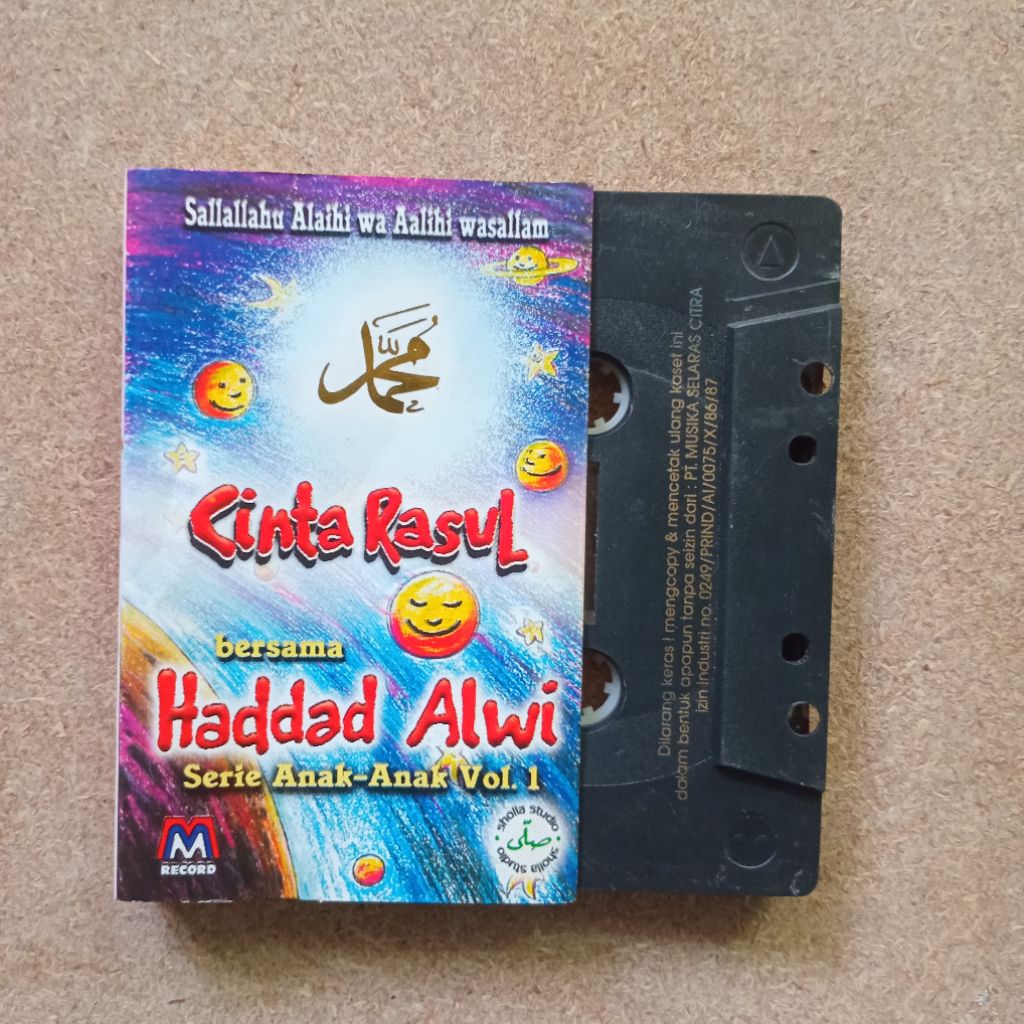 Sallallahu Alaihi wa Aalihi wasallam
محمد
Cinta Rasul
bersama
Haddad Alwi
Serie Anak-Anak Vol. 1
M
RECORD
sholla studio
صلّى
sholla studio
Dilarang keras / mengcopy & mencetak ulang kaset ini
dalam bentuk apapun tanpa seizin dari : PT. MUSIKA SELARAS CITRA
izin industri no. 0249/PRIND/AI/0075/X/86/87
A